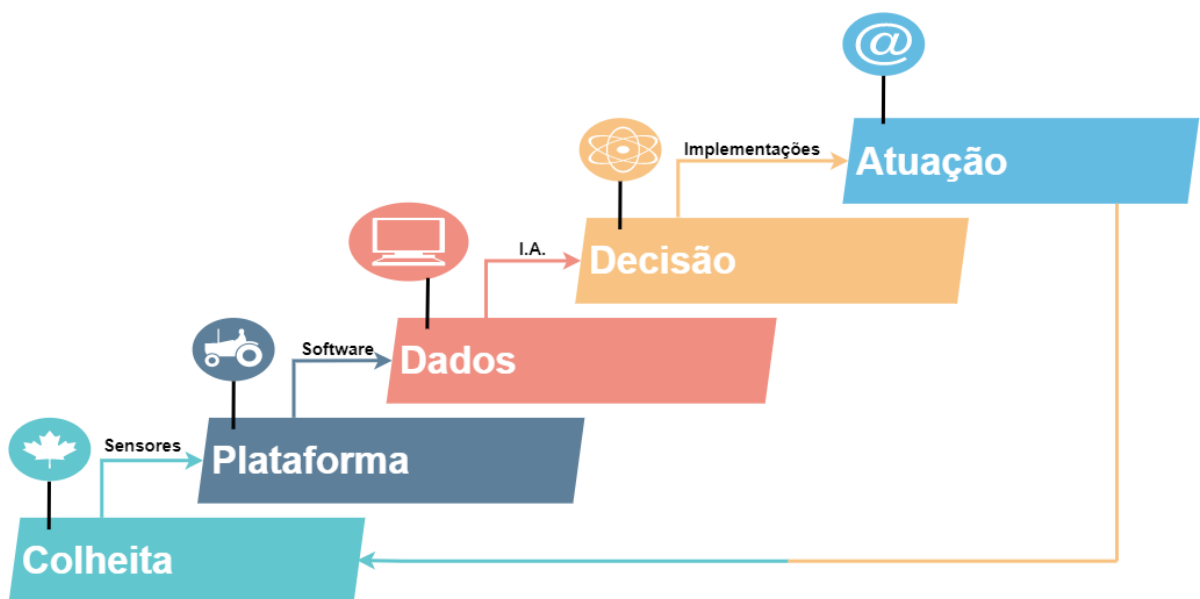 @
Implementações
Atuação
I.A.
Decisão
Software
Dados
Sensores
Plataforma
Colheita